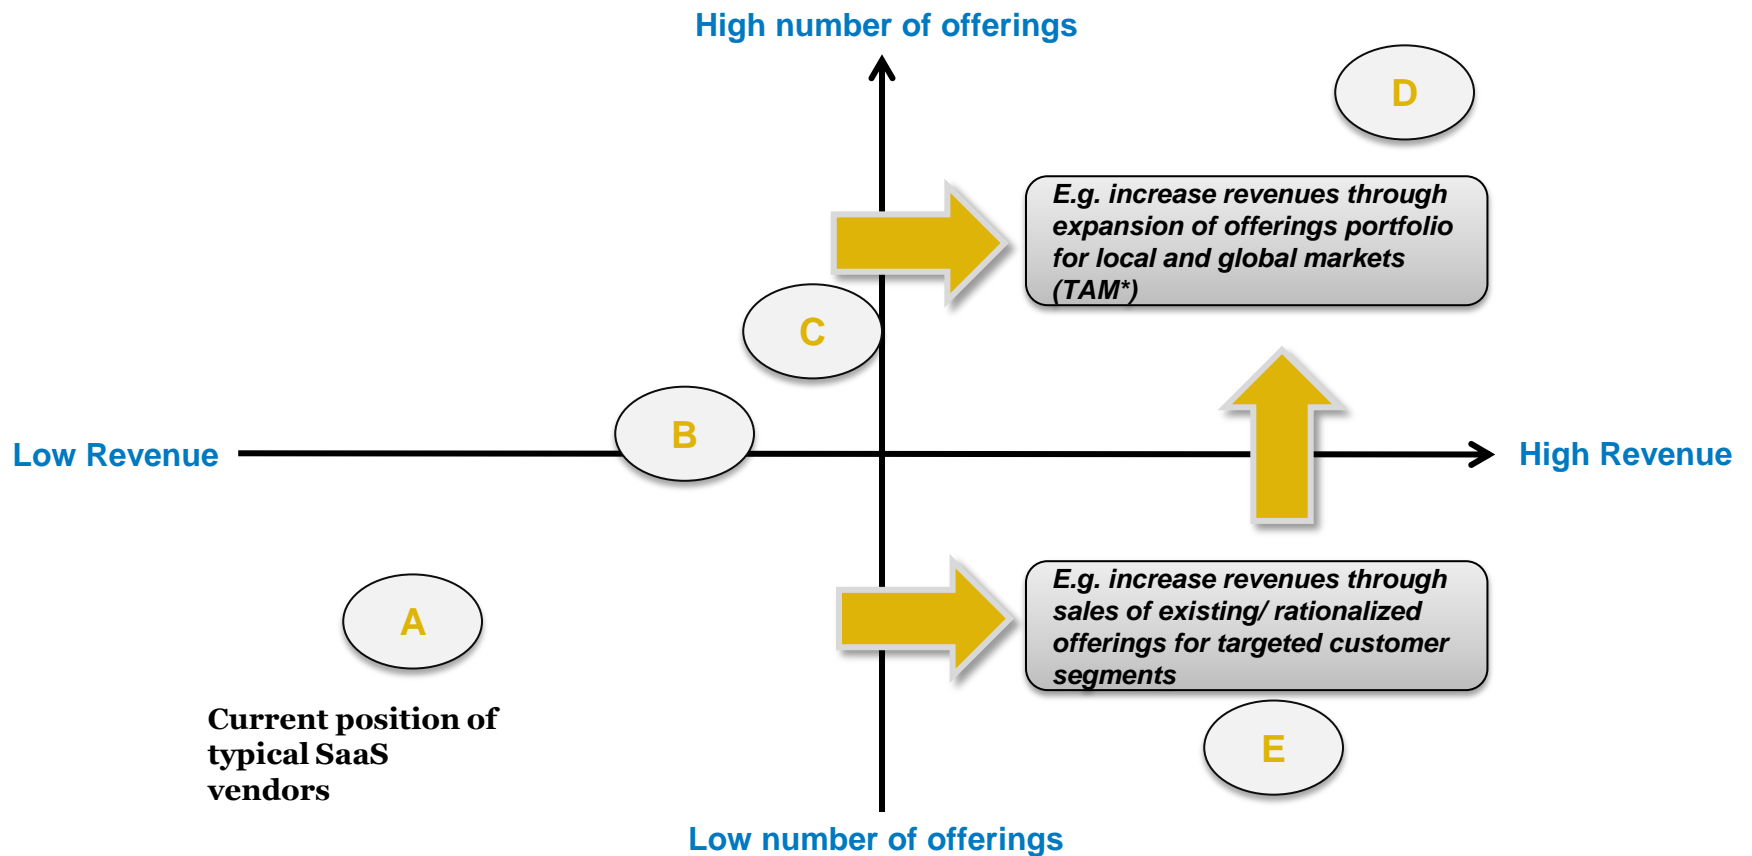 High number of offerings
D
E.g. increase revenues through
expansion of offerings portfolio
for local and global markets
(TAM*)
C
B
Low Revenue
High Revenue
E.g. increase revenues through
sales of existing/ rationalized
offerings for targeted customer
segments
A
Current position of
typical SaaS
vendors
E
Low number of offerings